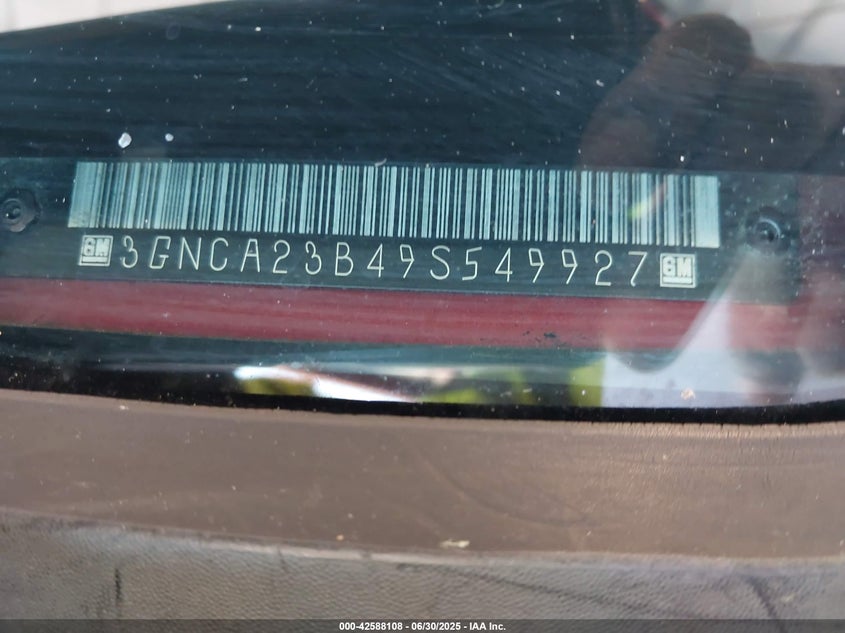 GM 3GNCA23B49S549927 GM
000-42588108 - 06/30/2025 - IAA Inc.